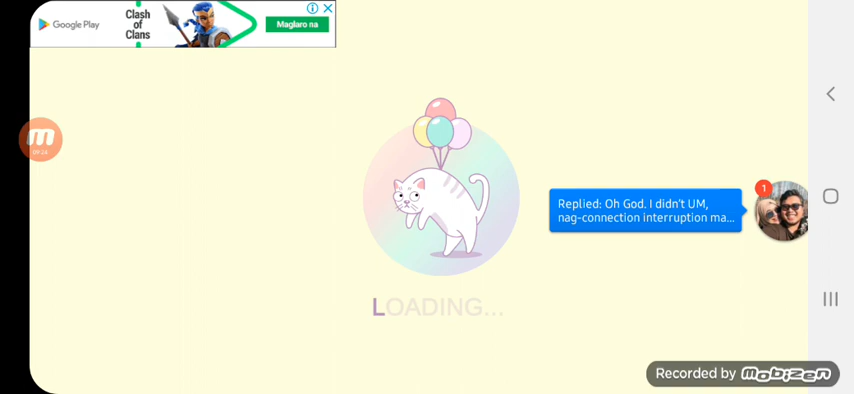 Google Play
Clash
of
Clans
Maglaro na
1
Replied: Oh God. I didn't UM,
nag-connection interruption ma...
LOADING...
Recorded by mobizen